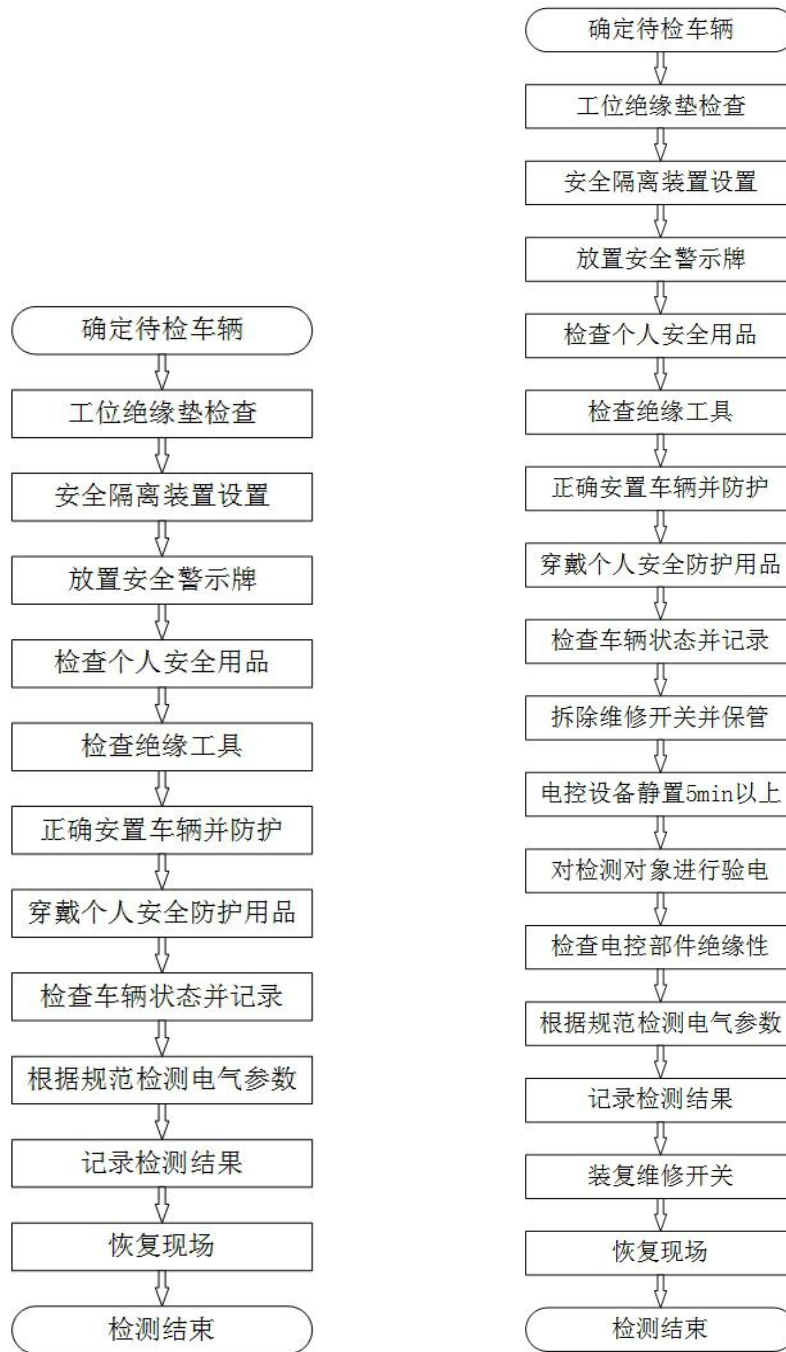 确定待检车辆
工位绝缘垫检查
安全隔离装置设置
放置安全警示牌
检查个人安全用品
检查绝缘工具
正确安置车辆并防护
穿戴个人安全防护用品
检查车辆状态并记录
根据规范检测电气参数
记录检测结果
恢复现场
检测结束
确定待检车辆
工位绝缘垫检查
安全隔离装置设置
放置安全警示牌
检查个人安全用品
检查绝缘工具
正确安置车辆并防护
穿戴个人安全防护用品
检查车辆状态并记录
拆除维修开关并保管
电控设备静置5min以上
对检测对象进行验电
检查电控部件绝缘性
根据规范检测电气参数
记录检测结果
装复维修开关
恢复现场
检测结束